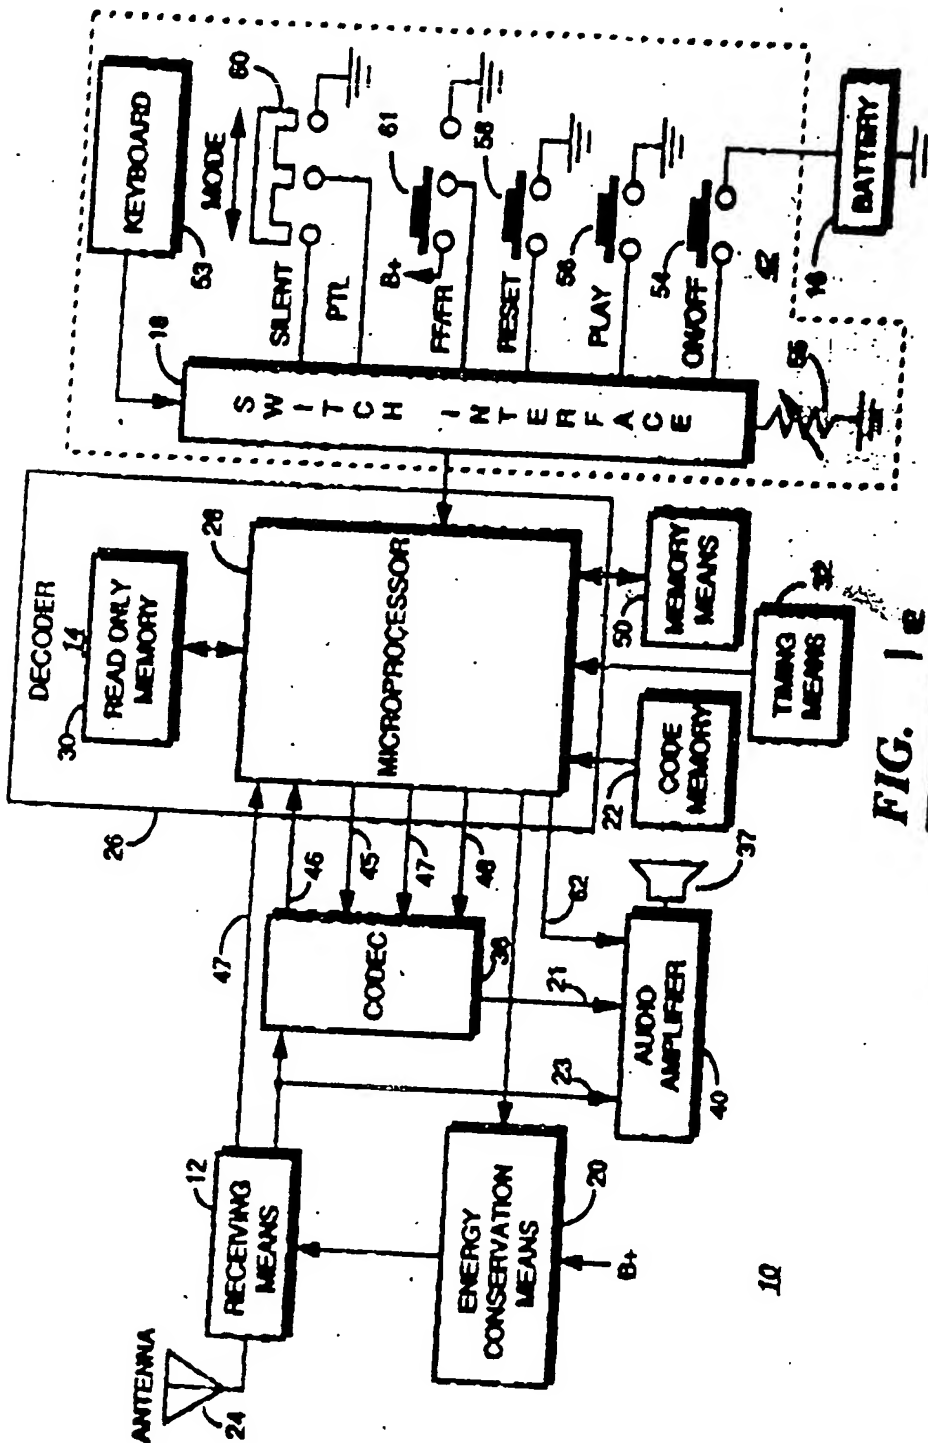 ANTENNA
24
RECEIVING
MEANS
12
ENERGY
CONSERVATION
MEANS
20
B+
10
47
CODEC
38
46
45
47
48
21
23
62
AUDIO
AMPLIFIER
40
37
DECODER
14
26
READ ONLY
MEMORY
30
MICROPROCESSOR
28
CODE
MEMORY
22
TIMING
MEANS
32
MEMORY
MEANS
50
KEYBOARD
53
18
SWITCH INTERFACE
MODE
60
SILENT
PTL
B+
61
FF/FR
RESET
58
PLAY
56
ON/OFF
54
BATTERY
16
55
FIG. 1